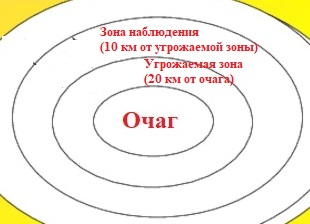 Зона наблюдения
(10 км от угрожаемой зоны)
Угрожаемая зона
(20 км от очага)
Очаг